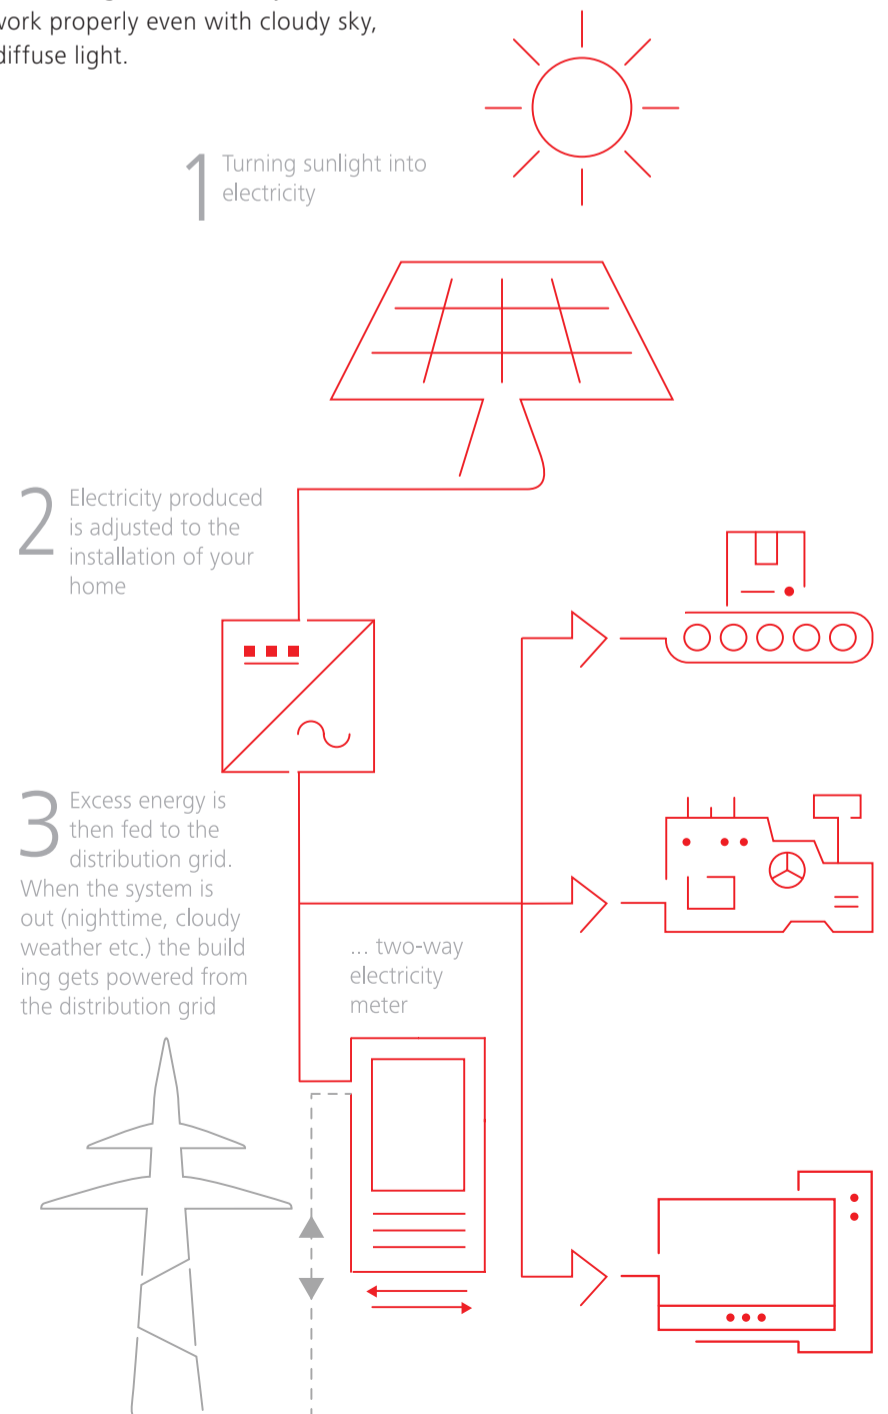 work properly even with cloudy sky,
diffuse light.
1 Turning sunlight into
electricity
2 Electricity produced
is adjusted to the
installation of your
home
3 Excess energy is
then fed to the
distribution grid.
When the system is
out (nighttime, cloudy
weather etc.) the build
ing gets powered from
the distribution grid
... two-way
electricity
meter